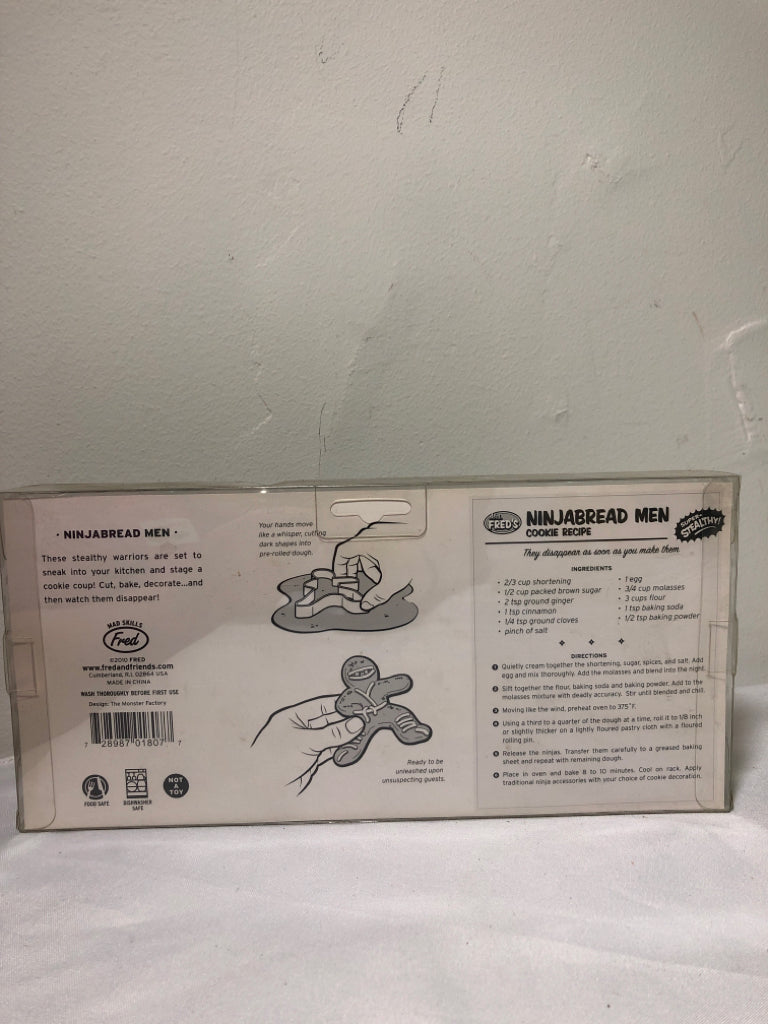 · NINJABREAD MEN ·
These stealthy warriors are set to
sneak into your kitchen and stage a
cookie coup! Cut, bake, decorate...and
then watch them disappear!
MAD SKILLS
Fred
©2010 FRED
www.fredandfriends.com
Cumberland, R.I. 02864 USA
MADE IN CHINA
WASH THOROUGHLY BEFORE FIRST USE
Design: The Monster Factory
7 28987 01807 7
FOOD SAFE
DISHWASHER
SAFE
NOT
A
TOY
Your hands move
like a whisper, cutting
dark shapes into
pre-rolled dough.
Ready to be
unleashed upon
unsuspecting guests.
FRED'S
NINJABREAD MEN
COOKIE RECIPE
SUPER
STEALTHY!
They disappear as soon as you make them
INGREDIENTS
• 2/3 cup shortening
• 1/2 cup packed brown sugar
• 2 tsp ground ginger
• 1 tsp cinnamon
• 1/4 tsp ground cloves
• pinch of salt
• 1 egg
• 3/4 cup molasses
• 3 cups flour
• 1 tsp baking soda
• 1/2 tsp baking powder
DIRECTIONS
1 Quietly cream together the shortening, sugar, spices, and salt. Add
egg and mix thoroughly. Add the molasses and blend into the night.
2 Sift together the flour, baking soda and baking powder. Add to the
molasses mixture with deadly accuracy. Stir until blended and chill.
3 Moving like the wind, preheat oven to 375°F.
4 Using a third to a quarter of the dough at a time, roll it to 1/8 inch
or slightly thicker on a lightly floured pastry cloth with a floured
rolling pin.
5 Release the ninjas. Transfer them carefully to a greased baking
sheet and repeat with remaining dough.
6 Place in oven and bake 8 to 10 minutes. Cool on rack. Apply
traditional ninja accessories with your choice of cookie decoration.